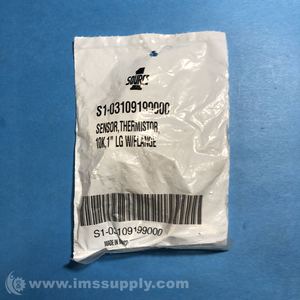 SOURCE 1
S1-03109199000
SENSOR,THERMISTOR,
10K,1" LG W/FLANGE
S1-03109199000
MADE IN
© www.imssupply.com